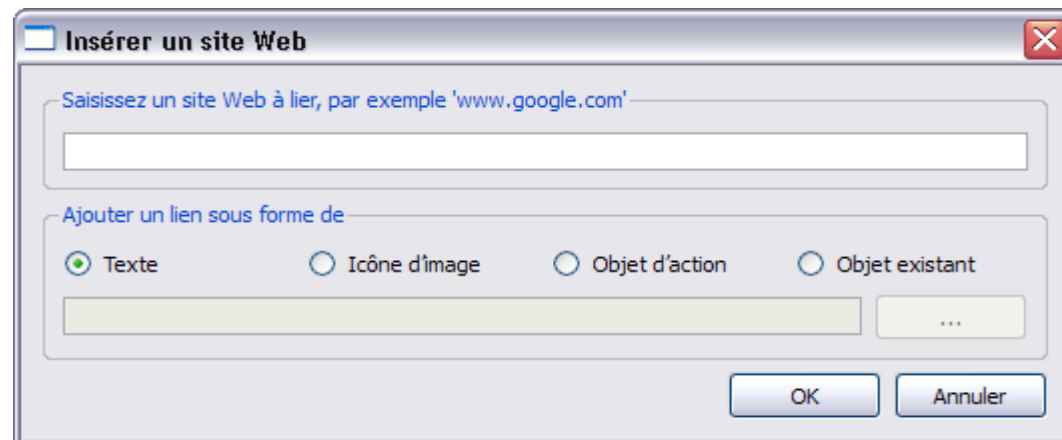 Insérer un site Web
Saisissez un site Web à lier, par exemple 'www.google.com'
Ajouter un lien sous forme de
Texte Icône d’image Objet d’action Objet existant
...
OK Annuler